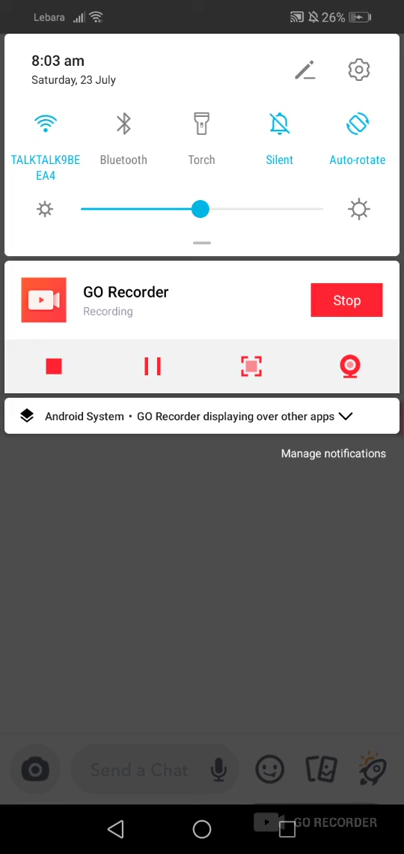 Lebara 26%
8:03 am
Saturday, 23 July
TALKTALK9BE
EA4
Bluetooth
Torch
Silent
Auto-rotate
GO Recorder
Recording
Stop
Android System • GO Recorder displaying over other apps
Manage notifications
Send a Chat
GO RECORDER